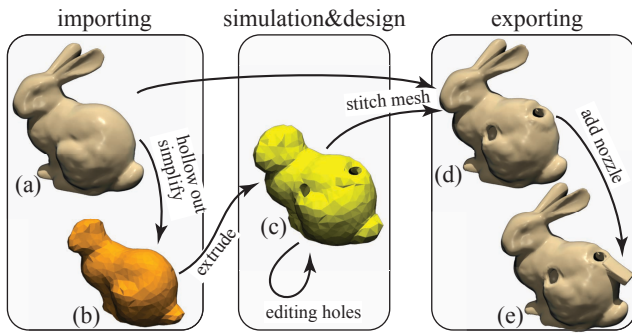 importing
simulation&design
exporting
(a)
hollow out
simplify
(b)
extrude
(c)
editing holes
stitch mesh
(d)
add nozzle
(e)